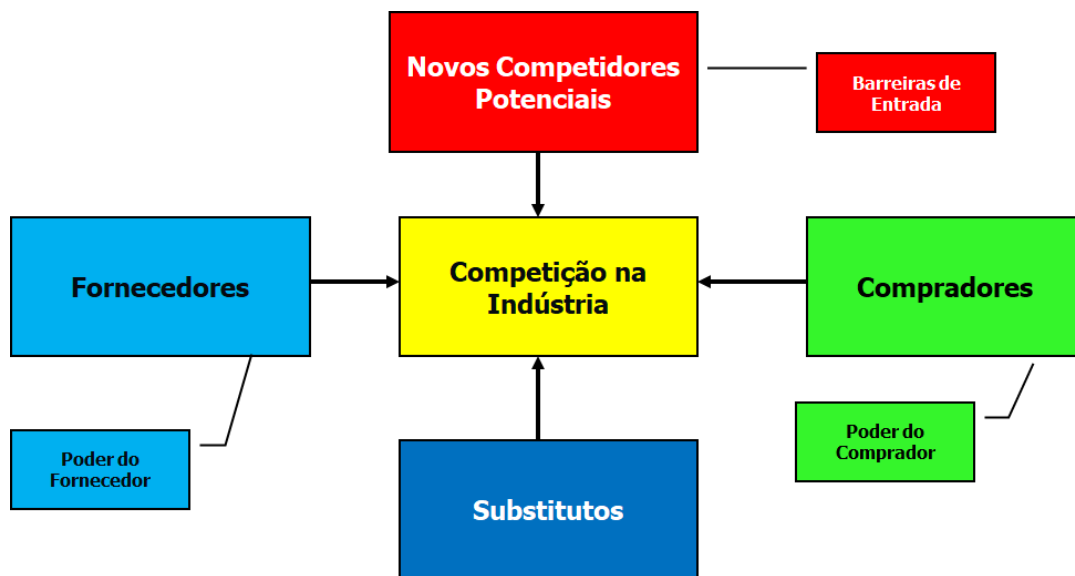 Novos Competidores
Potenciais
Barreiras de
Entrada
Fornecedores
Competição na
Indústria
Compradores
Poder do
Fornecedor
Poder do
Comprador
Substitutos